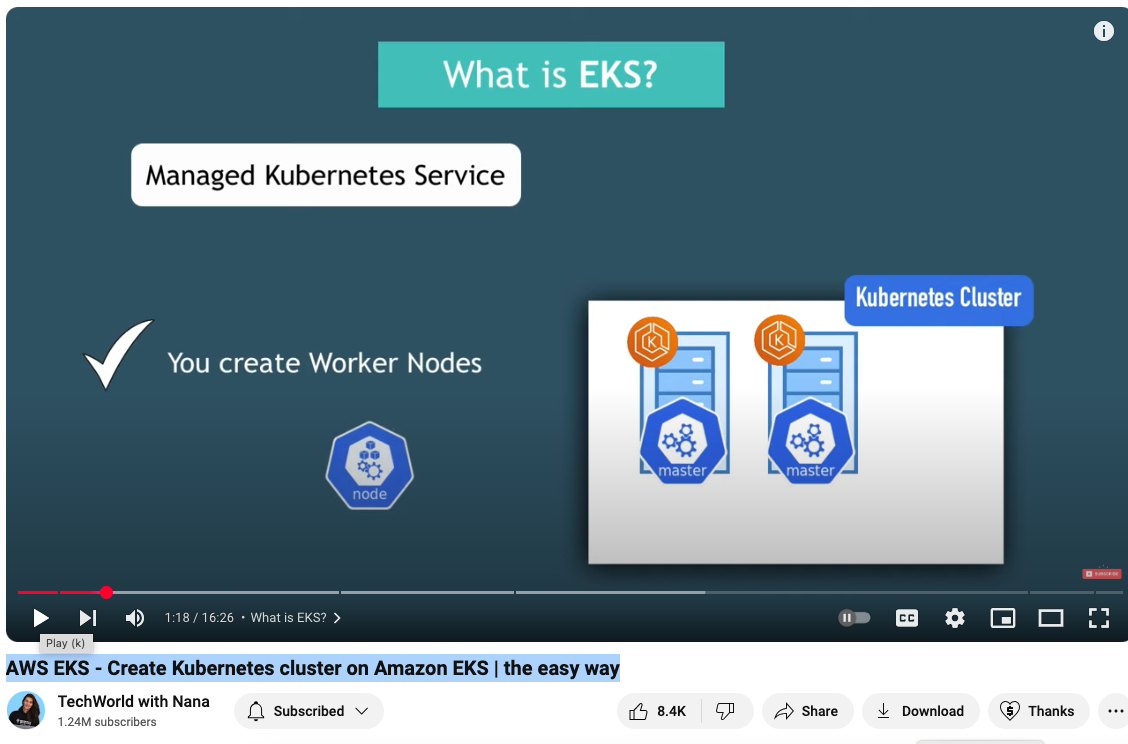 What is EKS?
Managed Kubernetes Service
Kubernetes Cluster
You create Worker Nodes
master
master
node
SUBSCRIBE
1:18 / 16:26 • What is EKS?
CC
Play (k)
AWS EKS - Create Kubernetes cluster on Amazon EKS | the easy way
TechWorld with Nana
1.24M subscribers
Subscribed
8.4K
Share
Download
Thanks